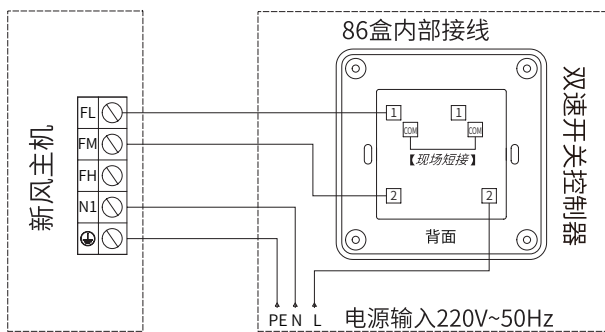 86盒内部接线
新风主机
FL
FM
FH
N1
1
1
COM
COM
【现场短接】
2
2
背面
双速开关控制器
PE N L
电源输入220V~50Hz